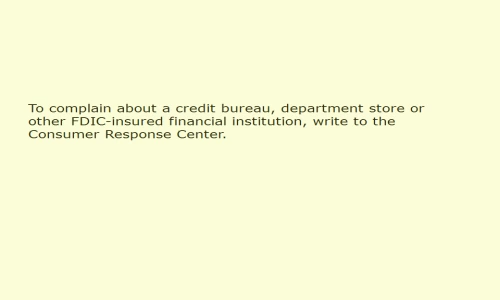 To complain about a credit bureau, department store or
other FDIC-insured financial institution, write to the
Consumer Response Center.